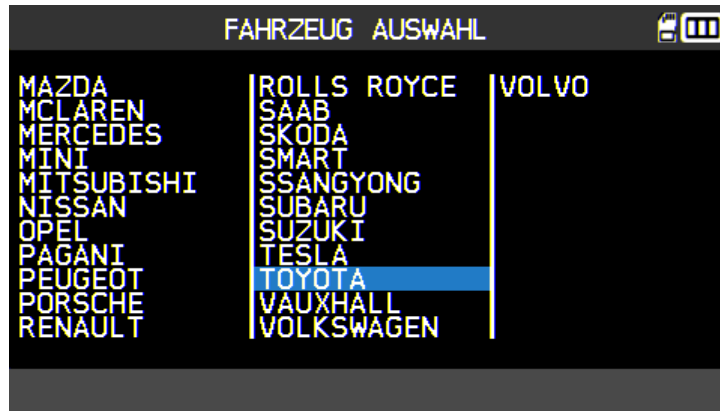 FAHRZEUG AUSWAHL
MAZDA
MCLAREN
MERCEDES
MINI
MITSUBISHI
NISSAN
OPEL
PAGANI
PEUGEOT
PORSCHE
RENAULT
ROLLS ROYCE
SAAB
SKODA
SMART
SSANGYONG
SUBARU
SUZUKI
TESLA
TOYOTA
VAUXHALL
VOLKSWAGEN
VOLVO